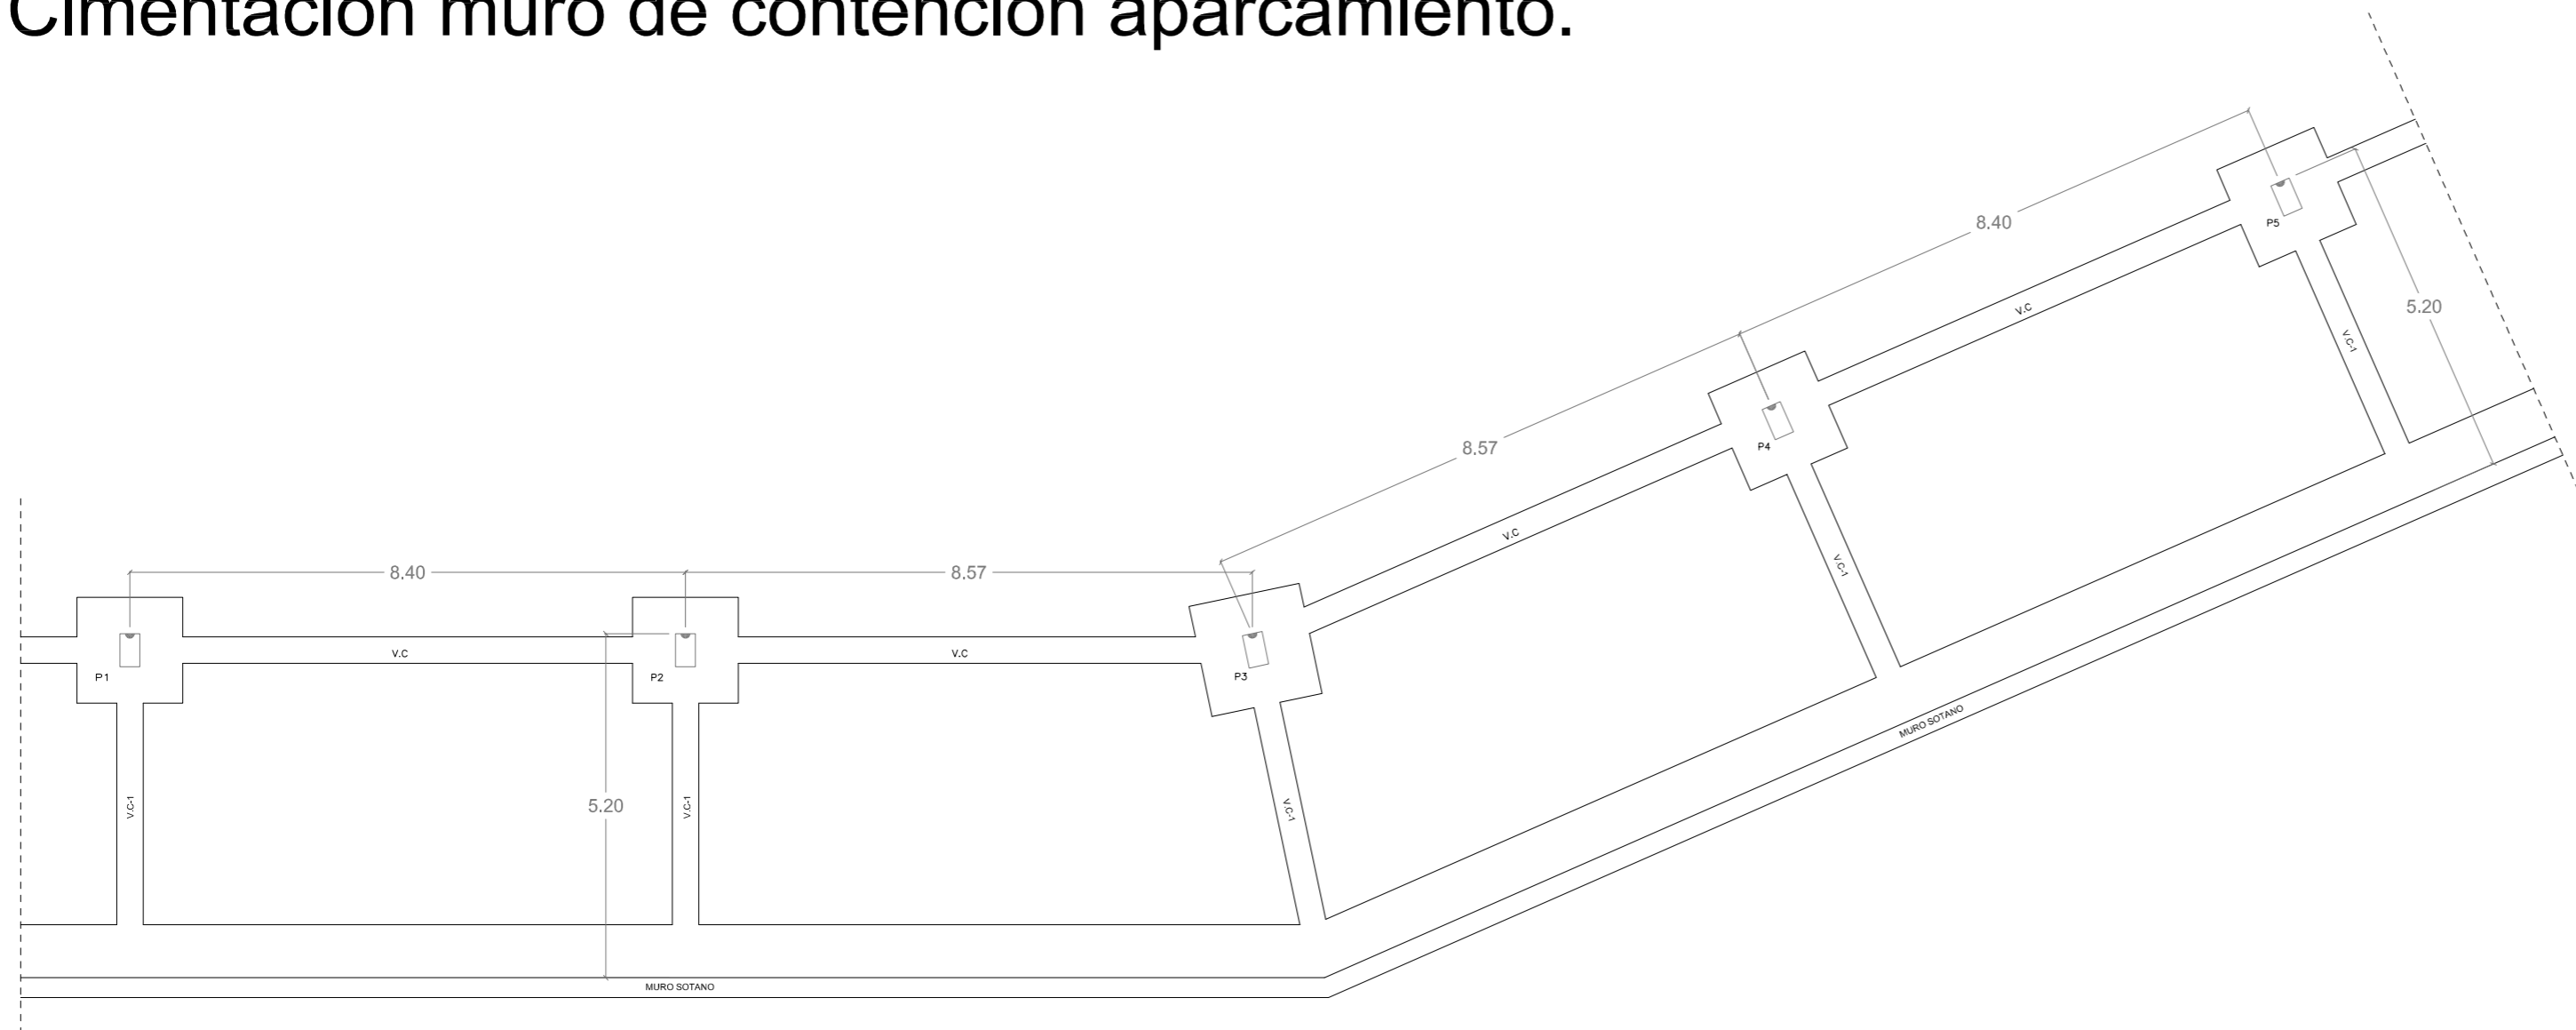 Cimentación muro de contención aparcamiento.
8.40
P5
5.20
V.C
V.C-1
8.57
P4
V.C
V.C-1
8.40
8.57
P1
V.C
P2
V.C
P3
V.C-1
5.20
V.C-1
V.C-1
MURO SOTANO
MURO SOTANO